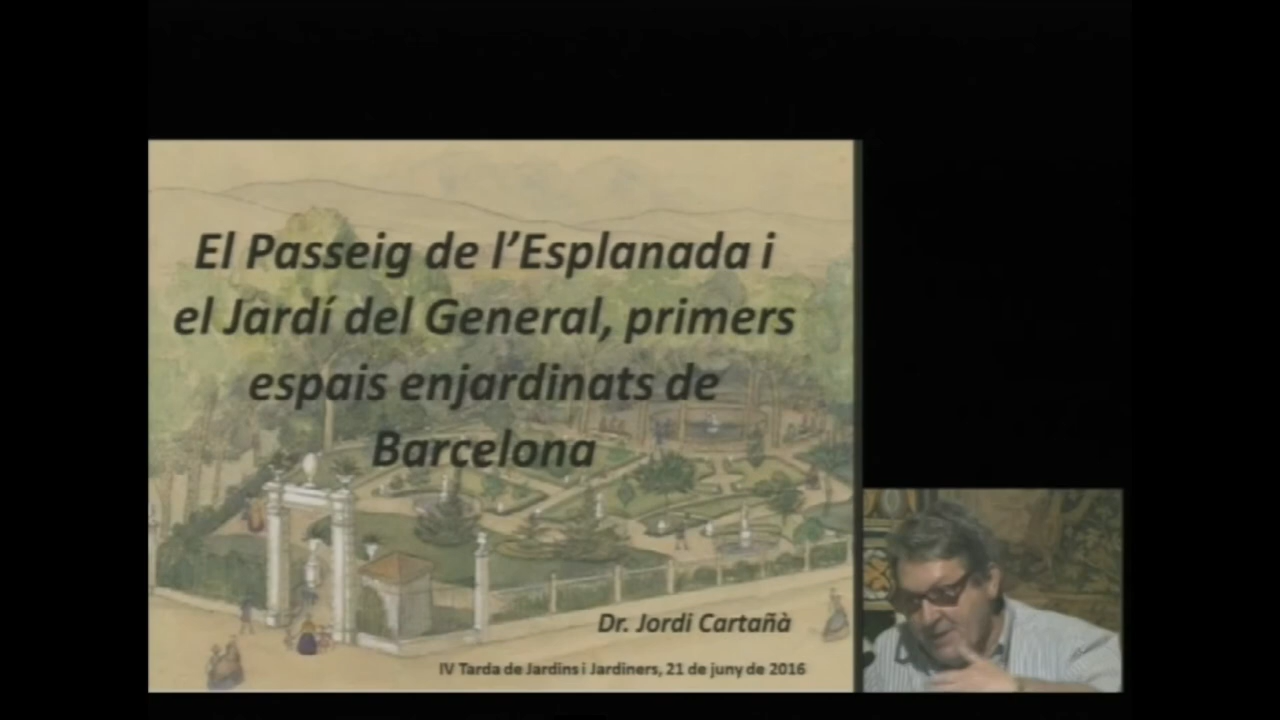 El Passeig de l’Esplanada i
el Jardí del General, primers
espais enjardinats de
Barcelona
Dr. Jordi Cartañà
IV Tarda de Jardins i Jardiners, 21 de juny de 2016